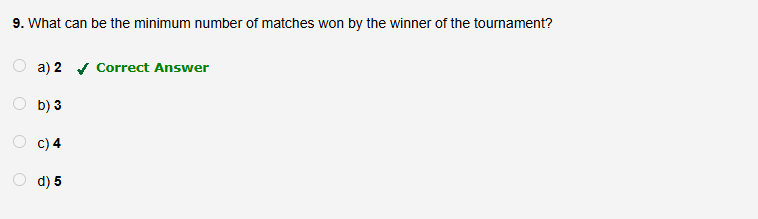 9. What can be the minimum number of matches won by the winner of the tournament?
a) 2 ✓ Correct Answer
b) 3
c) 4
d) 5